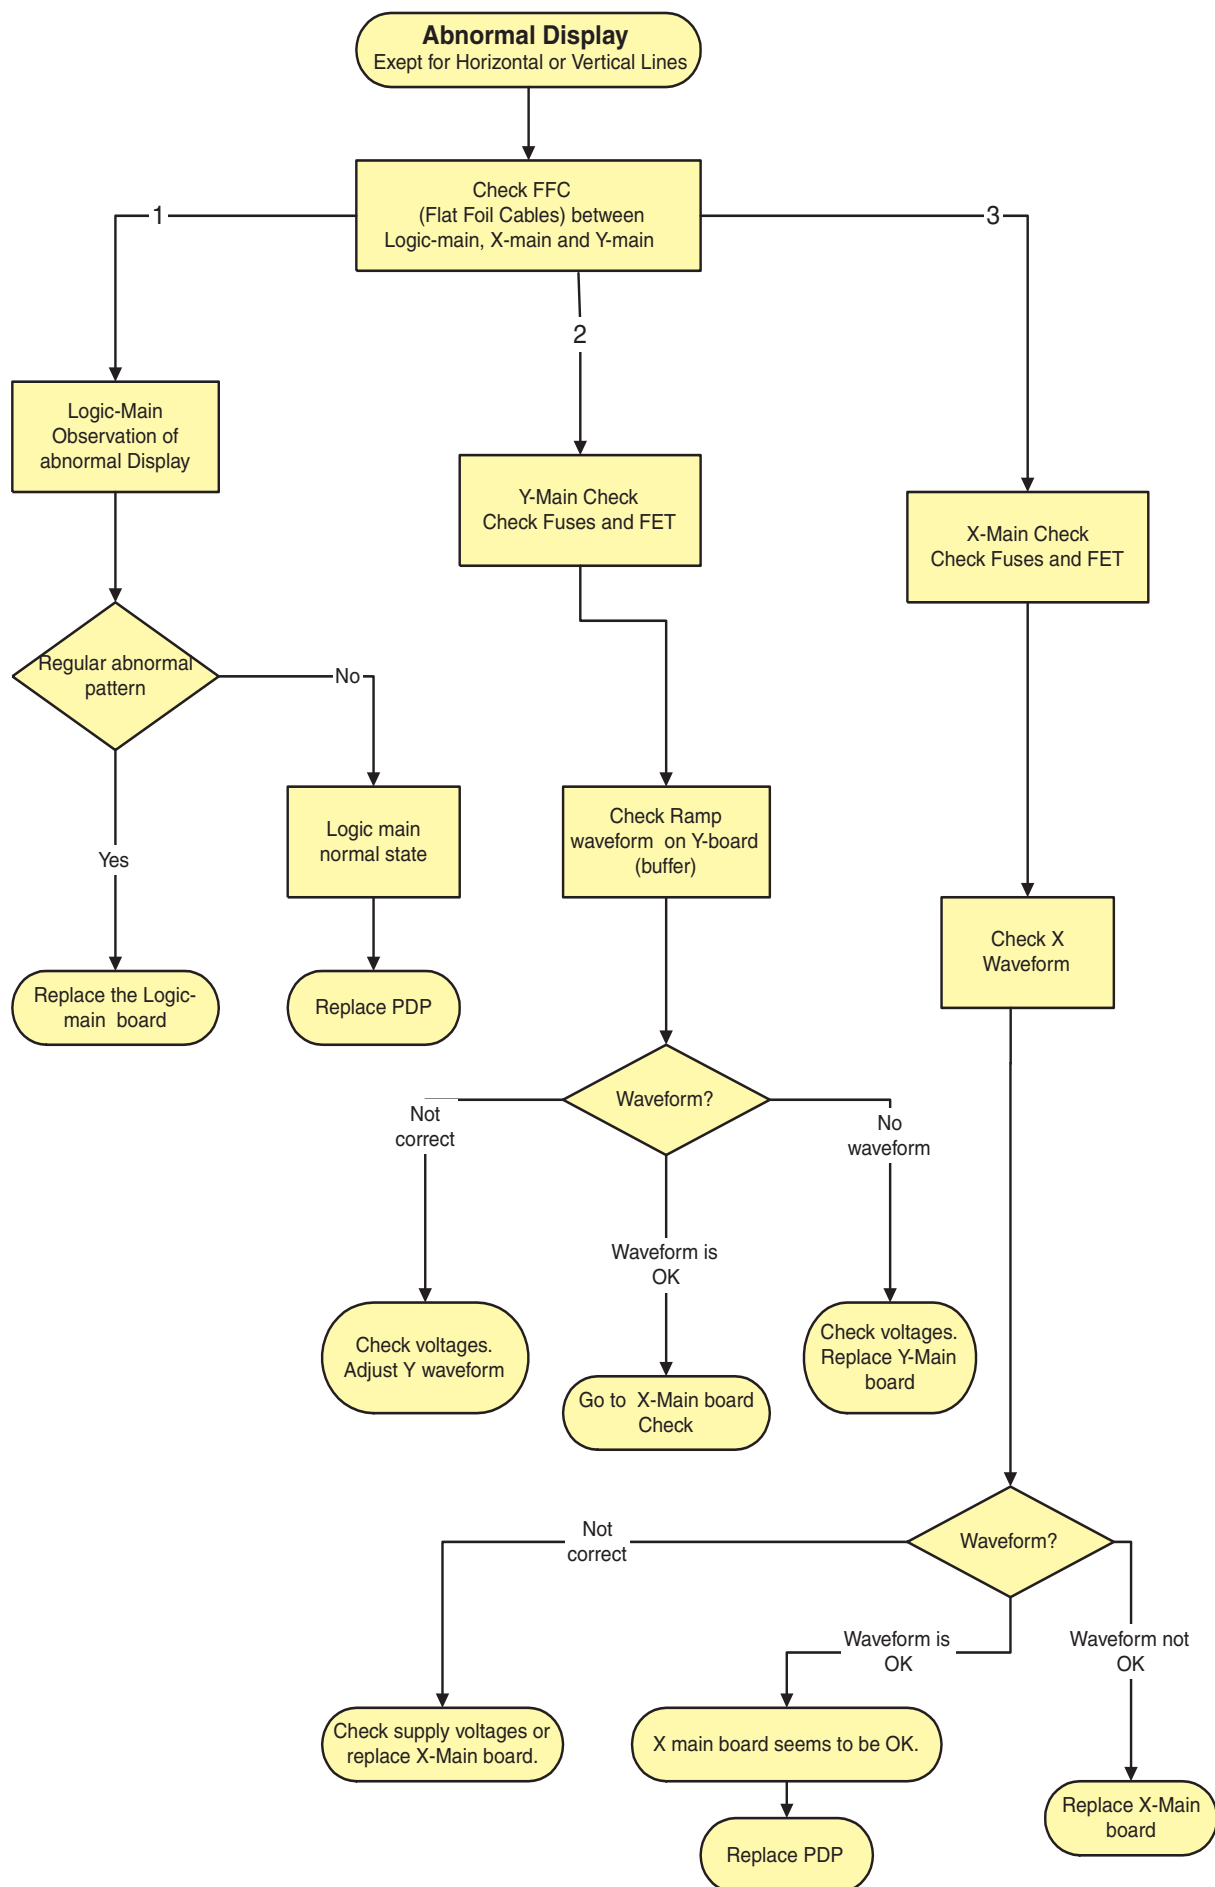 Abnormal Display
Exept for Horizontal or Vertical Lines
Check FFC
(Flat Foil Cables) between
Logic-main, X-main and Y-main
1
3
2
Logic-Main
Observation of
abnormal Display
Y-Main Check
Check Fuses and FET
X-Main Check
Check Fuses and FET
Regular abnormal
pattern
No
Yes
Logic main
normal state
Check Ramp
waveform on Y-board
(buffer)
Check X
Waveform
Replace the Logic-
main board
Replace PDP
Waveform?
Not
correct
No
waveform
Waveform is
OK
Check voltages.
Adjust Y waveform
Go to X-Main board
Check
Check voltages.
Replace Y-Main
board
Waveform?
Not
correct
Waveform is
OK
Waveform not
OK
Check supply voltages or
replace X-Main board.
X main board seems to be OK.
Replace X-Main
board
Replace PDP